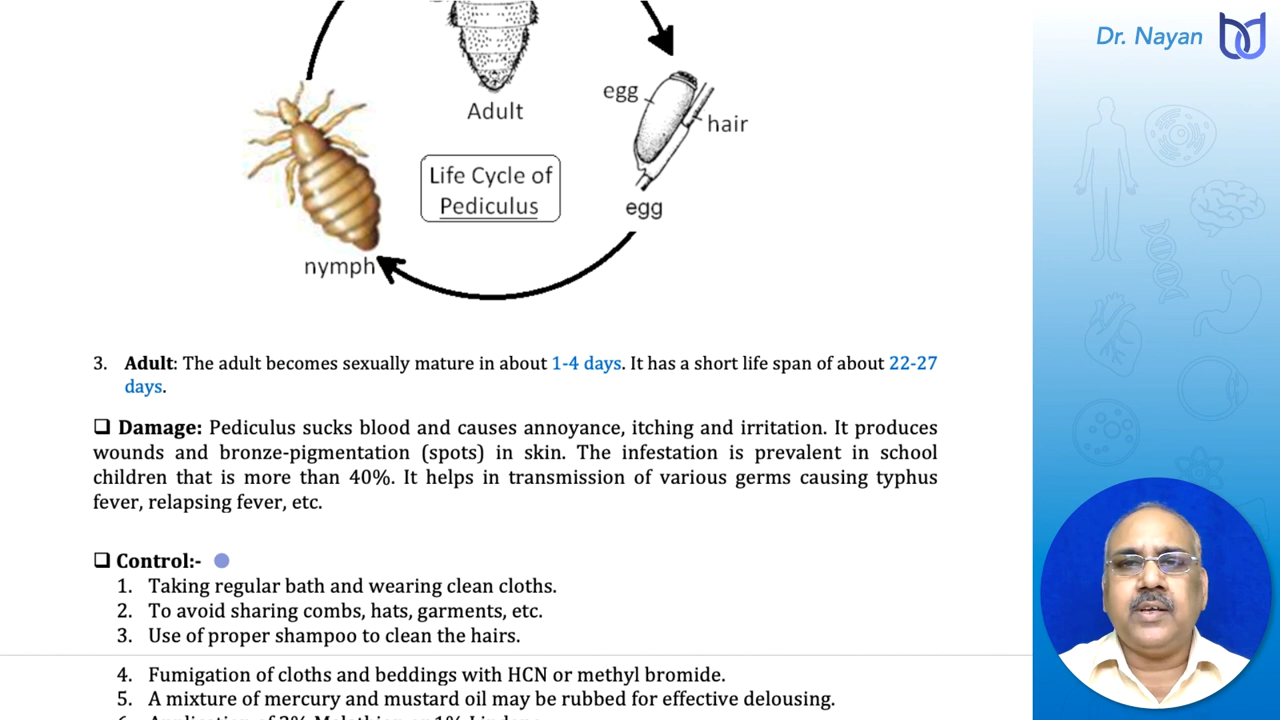 Dr. Nayan
Adult
egg
hair
Life Cycle of
Pediculus
egg
nymph
3. Adult: The adult becomes sexually mature in about 1-4 days. It has a short life span of about 22-27
days.
❑ Damage: Pediculus sucks blood and causes annoyance, itching and irritation. It produces
wounds and bronze-pigmentation (spots) in skin. The infestation is prevalent in school
children that is more than 40%. It helps in transmission of various germs causing typhus
fever, relapsing fever, etc.
❑ Control:-
1. Taking regular bath and wearing clean cloths.
2. To avoid sharing combs, hats, garments, etc.
3. Use of proper shampoo to clean the hairs.
4. Fumigation of cloths and beddings with HCN or methyl bromide.
5. A mixture of mercury and mustard oil may be rubbed for effective delousing.